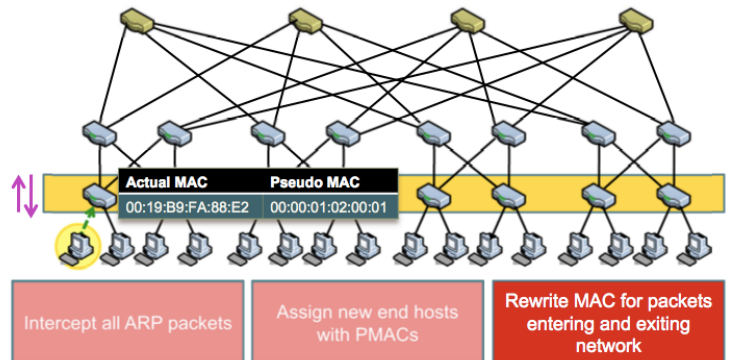 Actual MAC Pseudo MAC
00:19:B9:FA:88:E2 00:00:01:02:00:01
Intercept all ARP packets
Assign new end hosts
with PMACs
Rewrite MAC for packets
entering and exiting
network